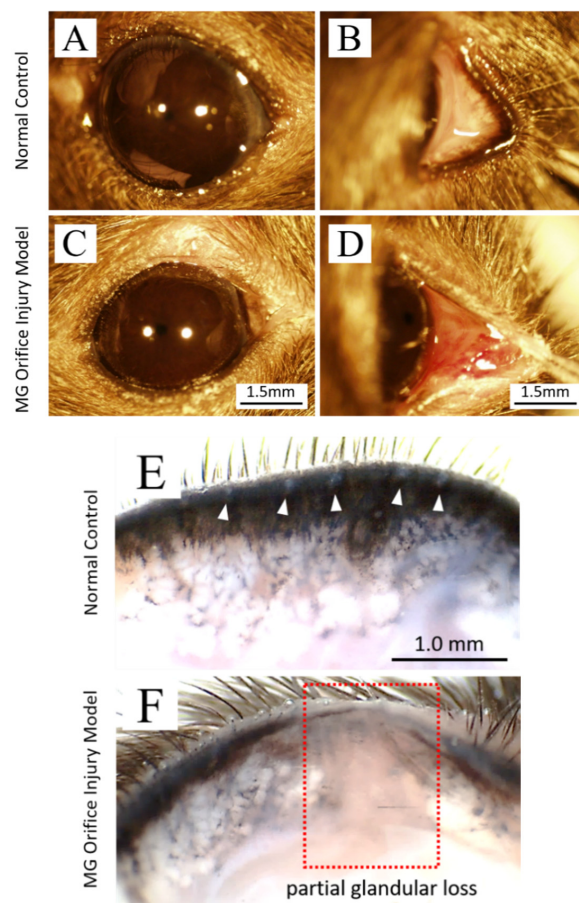 A
B
Normal Control
C
D
MG Orifice Injury Model
1.5mm
1.5mm
E
Normal Control
1.0 mm
F
MG Orifice Injury Model
partial glandular loss